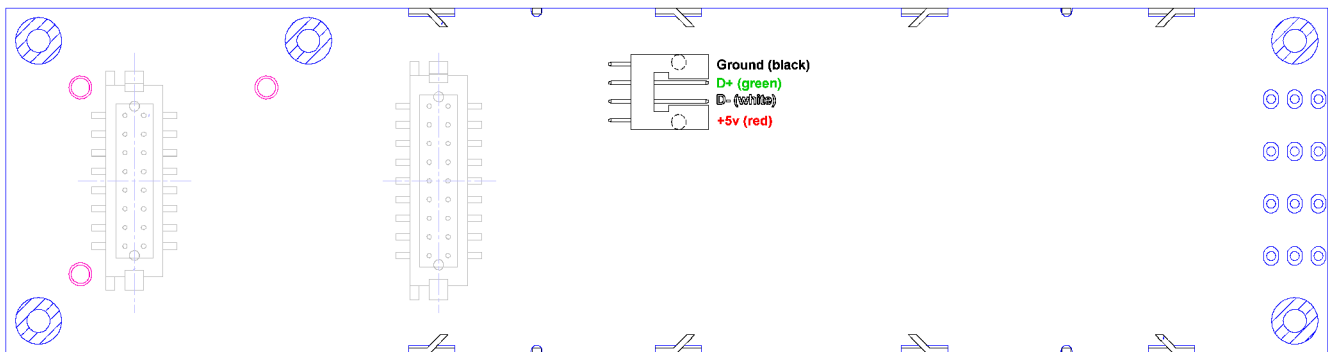 Ground (black)
D+ (green)
D- (white)
+5v (red)